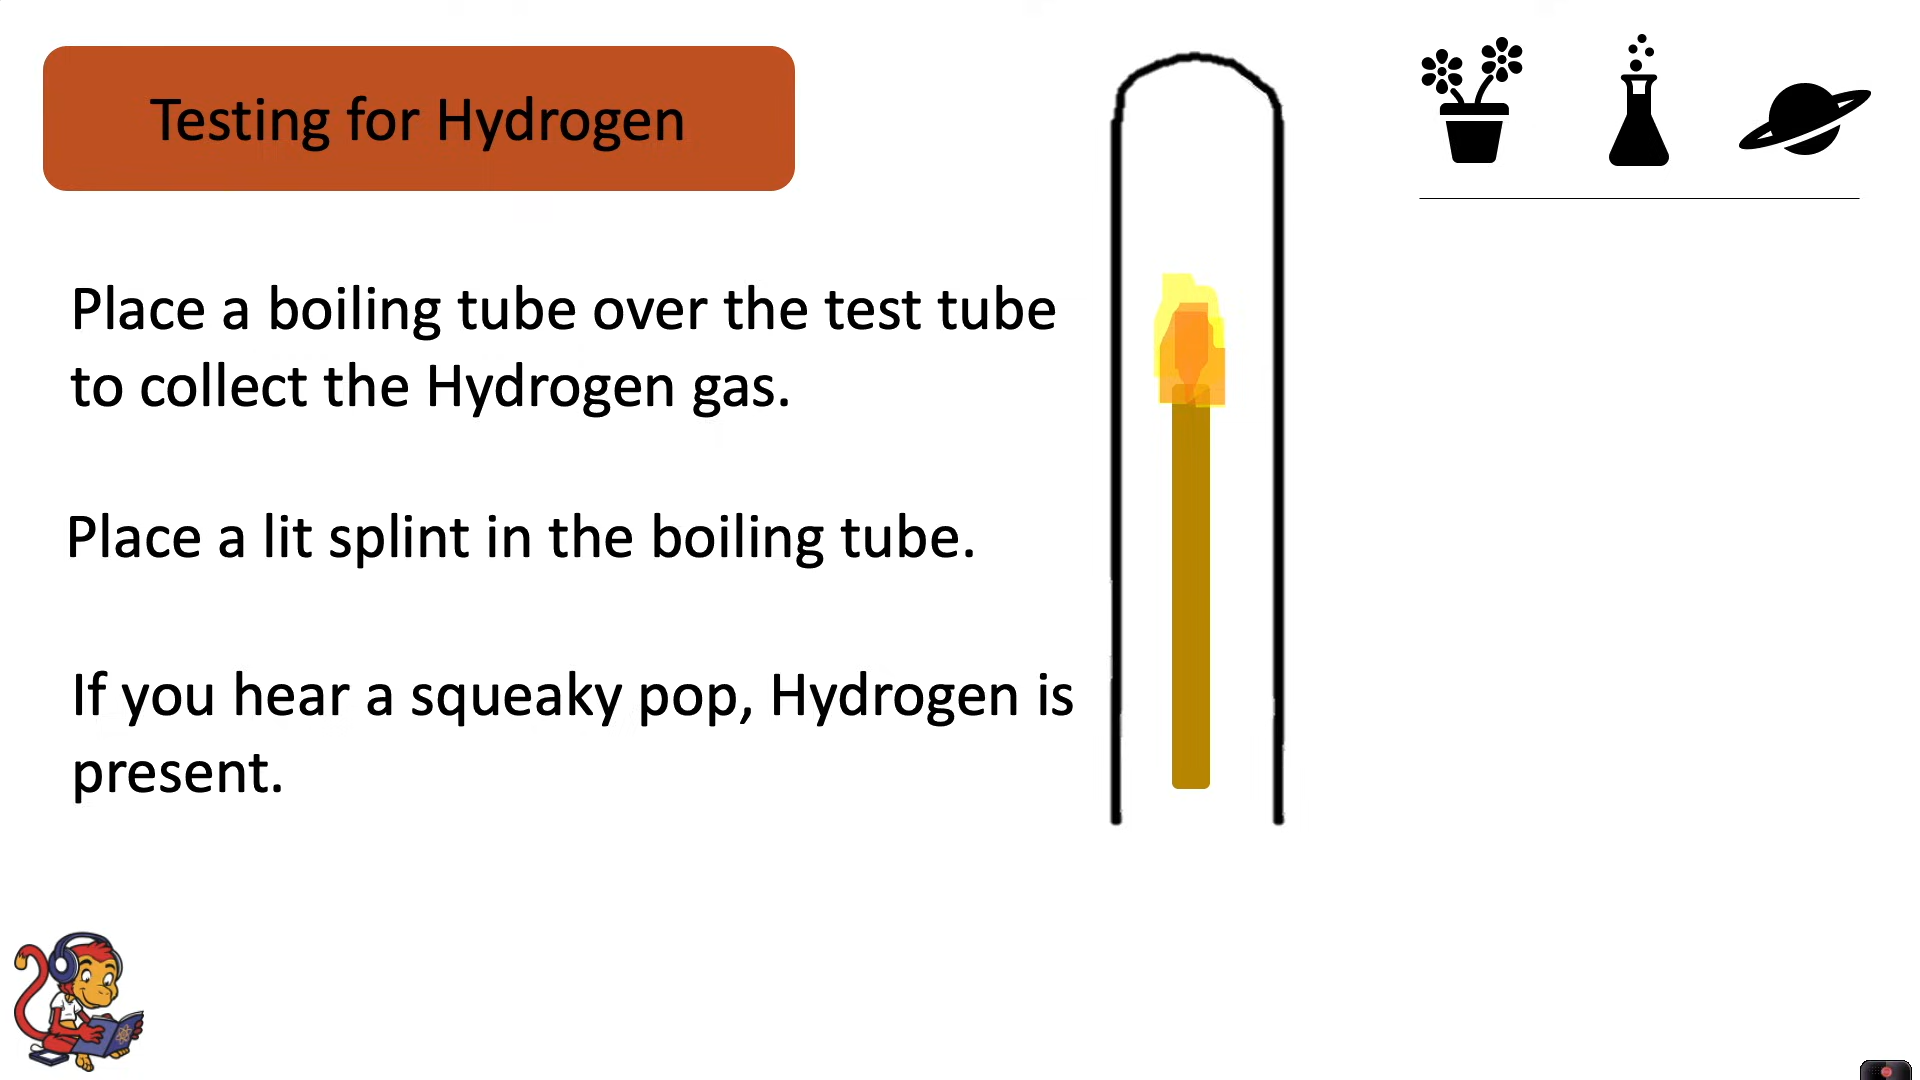 Testing for Hydrogen
Place a boiling tube over the test tube
to collect the Hydrogen gas.
Place a lit splint in the boiling tube.
If you hear a squeaky pop, Hydrogen is
present.